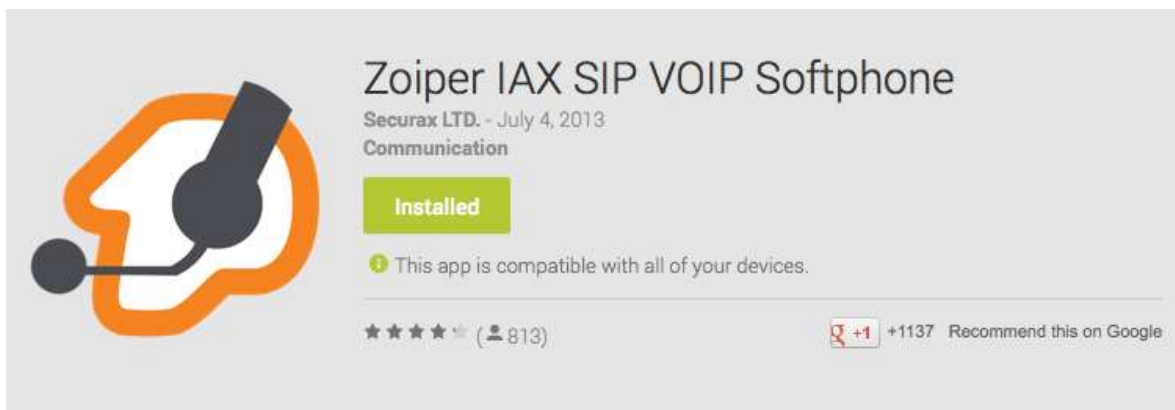 Zoiper IAX SIP VOIP Softphone
Securax LTD. - July 4, 2013
Communication
Installed
This app is compatible with all of your devices.
(813)
g +1 +1137 Recommend this on Google